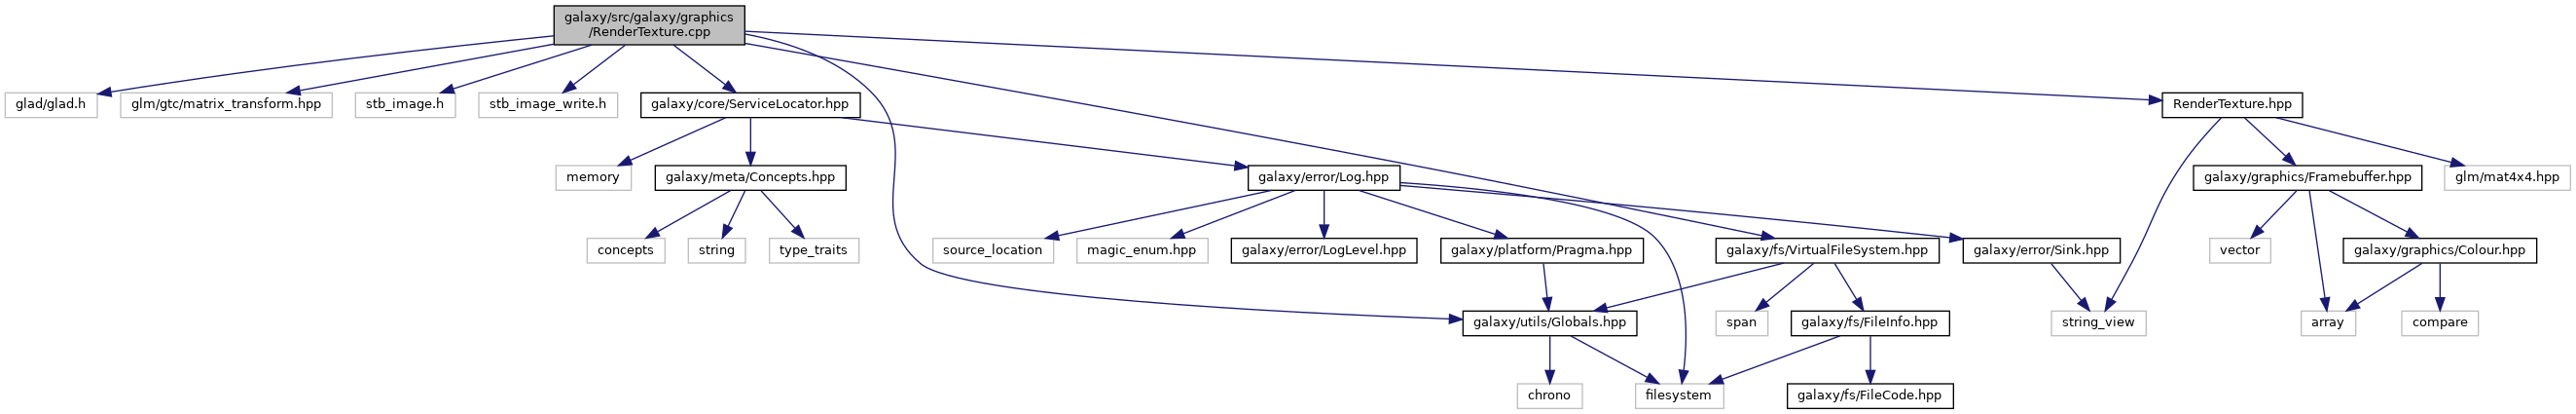 galaxy/src/galaxy/graphics
/RenderTexture.cpp
glad/glad.h
glm/gtc/matrix_transform.hpp
stb_image.h
stb_image_write.h
galaxy/core/ServiceLocator.hpp
RenderTexture.hpp
memory
galaxy/meta/Concepts.hpp
galaxy/error/Log.hpp
galaxy/graphics/Framebuffer.hpp
glm/mat4x4.hpp
concepts
string
type_traits
source_location
magic_enum.hpp
galaxy/error/LogLevel.hpp
galaxy/platform/Pragma.hpp
galaxy/fs/VirtualFileSystem.hpp
galaxy/error/Sink.hpp
vector
galaxy/graphics/Colour.hpp
galaxy/utils/Globals.hpp
span
galaxy/fs/FileInfo.hpp
string_view
array
compare
chrono
filesystem
galaxy/fs/FileCode.hpp